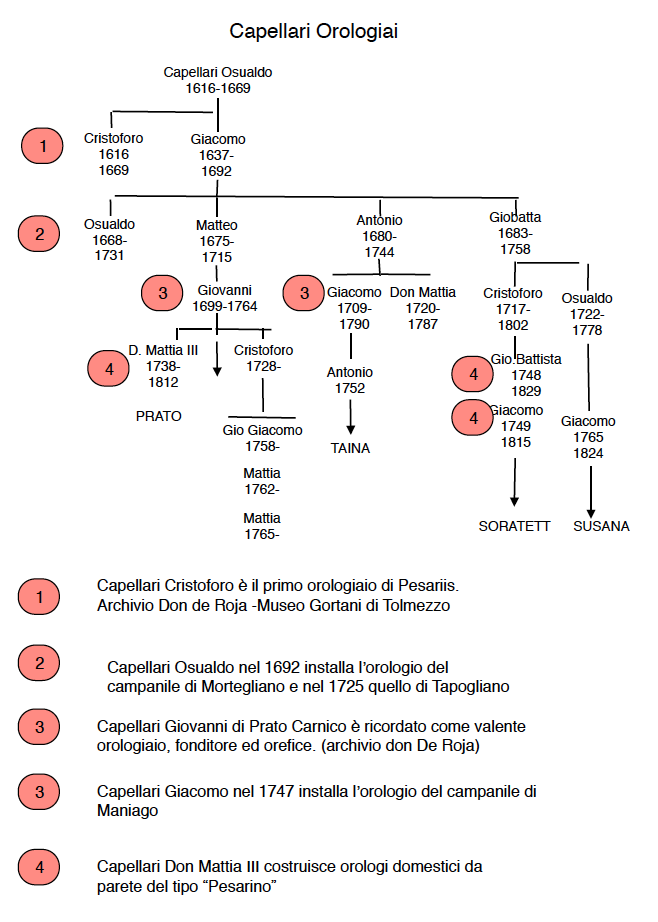 Capellari Orologiai
Capellari Osualdo
1616-1669
1
Cristoforo
1616
1669
Giacomo
1637-
1692
2
Osualdo
1668-
1731
Matteo
1675-
1715
Antonio
1680-
1744
Giobatta
1683-
1758
3
Giovanni
1699-1764
3
Giacomo
1709-
1790
Don Mattia
1720-
1787
Cristoforo
1717-
1802
Osualdo
1722-
1778
4
D. Mattia III
1738-
1812
PRATO
Cristoforo
1728-
Antonio
1752
TAINA
4
Gio.Battista
1748
1829
4
Giacomo
1749
1815
Giacomo
1765
1824
Gio Giacomo
1758-
Mattia
1762-
Mattia
1765-
SORATETT
SUSANA
1
Capellari Cristoforo è il primo orologiaio di Pesariis.
Archivio Don de Roja -Museo Gortani di Tolmezzo
2
Capellari Osualdo nel 1692 installa l'orologio del
campanile di Mortegliano e nel 1725 quello di Tapogliano
3
Capellari Giovanni di Prato Carnico è ricordato come valente
orologiaio, fonditore ed orefice. (archivio don De Roja)
3
Capellari Giacomo nel 1747 installa l'orologio del campanile di
Maniago
4
Capellari Don Mattia III costruisce orologi domestici da
parete del tipo “Pesarino”